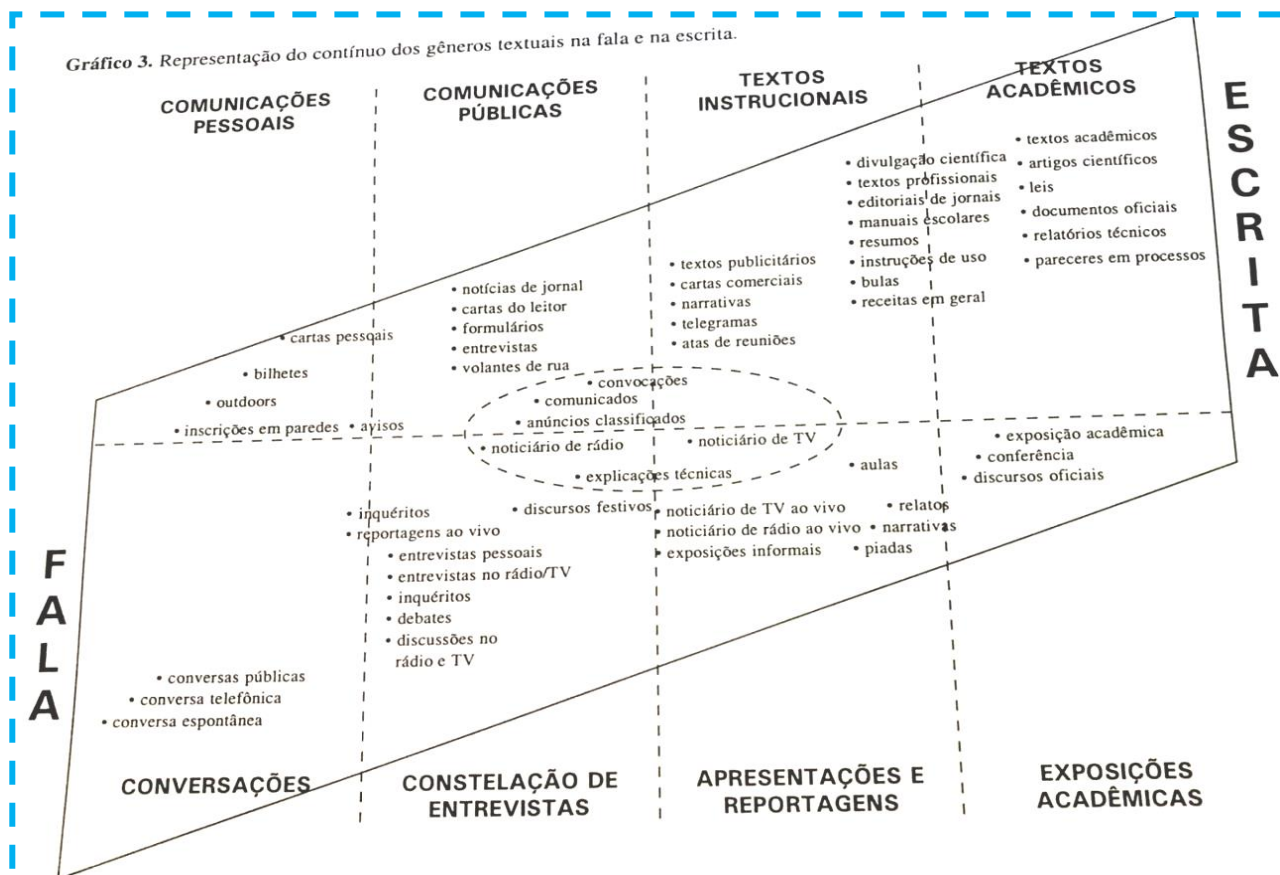 Gráfico 3. Representação do contínuo dos gêneros textuais na fala e na escrita.
COMUNICAÇÕES
PESSOAIS
COMUNICAÇÕES
PÚBLICAS
TEXTOS
INSTRUCIONAIS
TEXTOS
ACADÊMICOS
ESCRITA
• textos acadêmicos
• artigos científicos
• leis
• documentos oficiais
• relatórios técnicos
• pareceres em processos
• divulgação científica
• textos profissionais
• editoriais de jornais
• manuais escolares
• resumos
• instruções de uso
• bulas
• receitas em geral
• textos publicitários
• cartas comerciais
• narrativas
• telegramas
• atas de reuniões
• notícias de jornal
• cartas do leitor
• formulários
• entrevistas
• volantes de rua
• cartas pessoais
• bilhetes
• outdoors
• inscrições em paredes • avisos
• convocações
• comunicados
• anúncios classificados
• noticiário de rádio
• noticiário de TV
• explicações técnicas
• aulas
• exposição acadêmica
• conferência
• discursos oficiais
• inquéritos
• reportagens ao vivo
• discursos festivos
• entrevistas pessoais
• entrevistas no rádio/TV
• inquéritos
• debates
• discussões no
rádio e TV
• noticiário de TV ao vivo
• noticiário de rádio ao vivo
• exposições informais
• relatos
• narrativas
• piadas
• conversas públicas
• conversa telefônica
• conversa espontânea
FALA
CONVERSAÇÕES
CONSTELAÇÃO DE
ENTREVISTAS
APRESENTAÇÕES E
REPORTAGENS
EXPOSIÇÕES
ACADÊMICAS